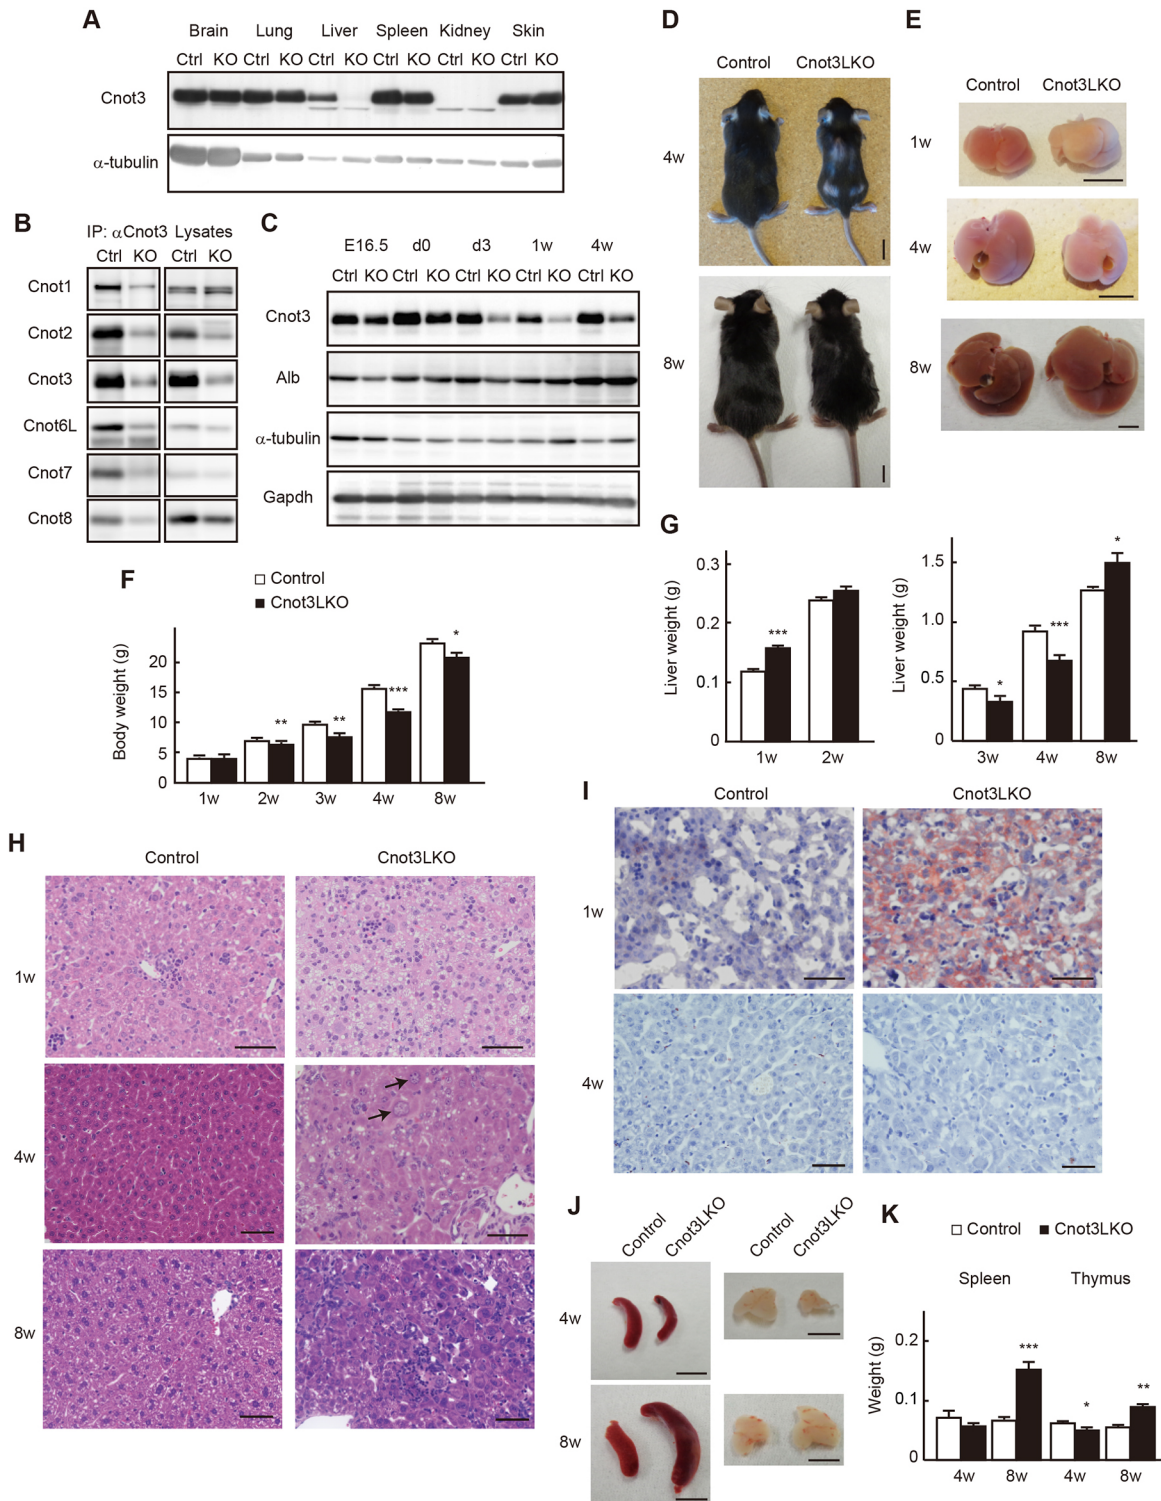 A
Brain Lung Liver Spleen Kidney Skin
Ctrl KO Ctrl KO Ctrl KO Ctrl KO Ctrl KO Ctrl KO
Cnot3
α-tubulin
B
IP: αCnot3 Lysates
Ctrl KO Ctrl KO
Cnot1
Cnot2
Cnot3
Cnot6L
Cnot7
Cnot8
C
E16.5 d0 d3 1w 4w
Ctrl KO Ctrl KO Ctrl KO Ctrl KO Ctrl KO
Cnot3
Alb
α-tubulin
Gapdh
D
Control Cnot3LKO
4w
8w
E
Control Cnot3LKO
1w
4w
8w
F
Control
Cnot3LKO
Body weight (g)
20
15
10
5
0
** ** *** *
1w 2w 3w 4w 8w
G
Liver weight (g)
0.3
0.2
0.1
0
***
1w 2w
Liver weight (g)
1.5
1.0
0.5
0
* *** *
3w 4w 8w
H
Control Cnot3LKO
1w
4w
8w
I
Control Cnot3LKO
1w
4w
J
Control Cnot3LKO Control Cnot3LKO
4w
8w
K
Control Cnot3LKO
Spleen Thymus
Weight (g)
0.2
0.1
0
*** * **
4w 8w 4w 8w